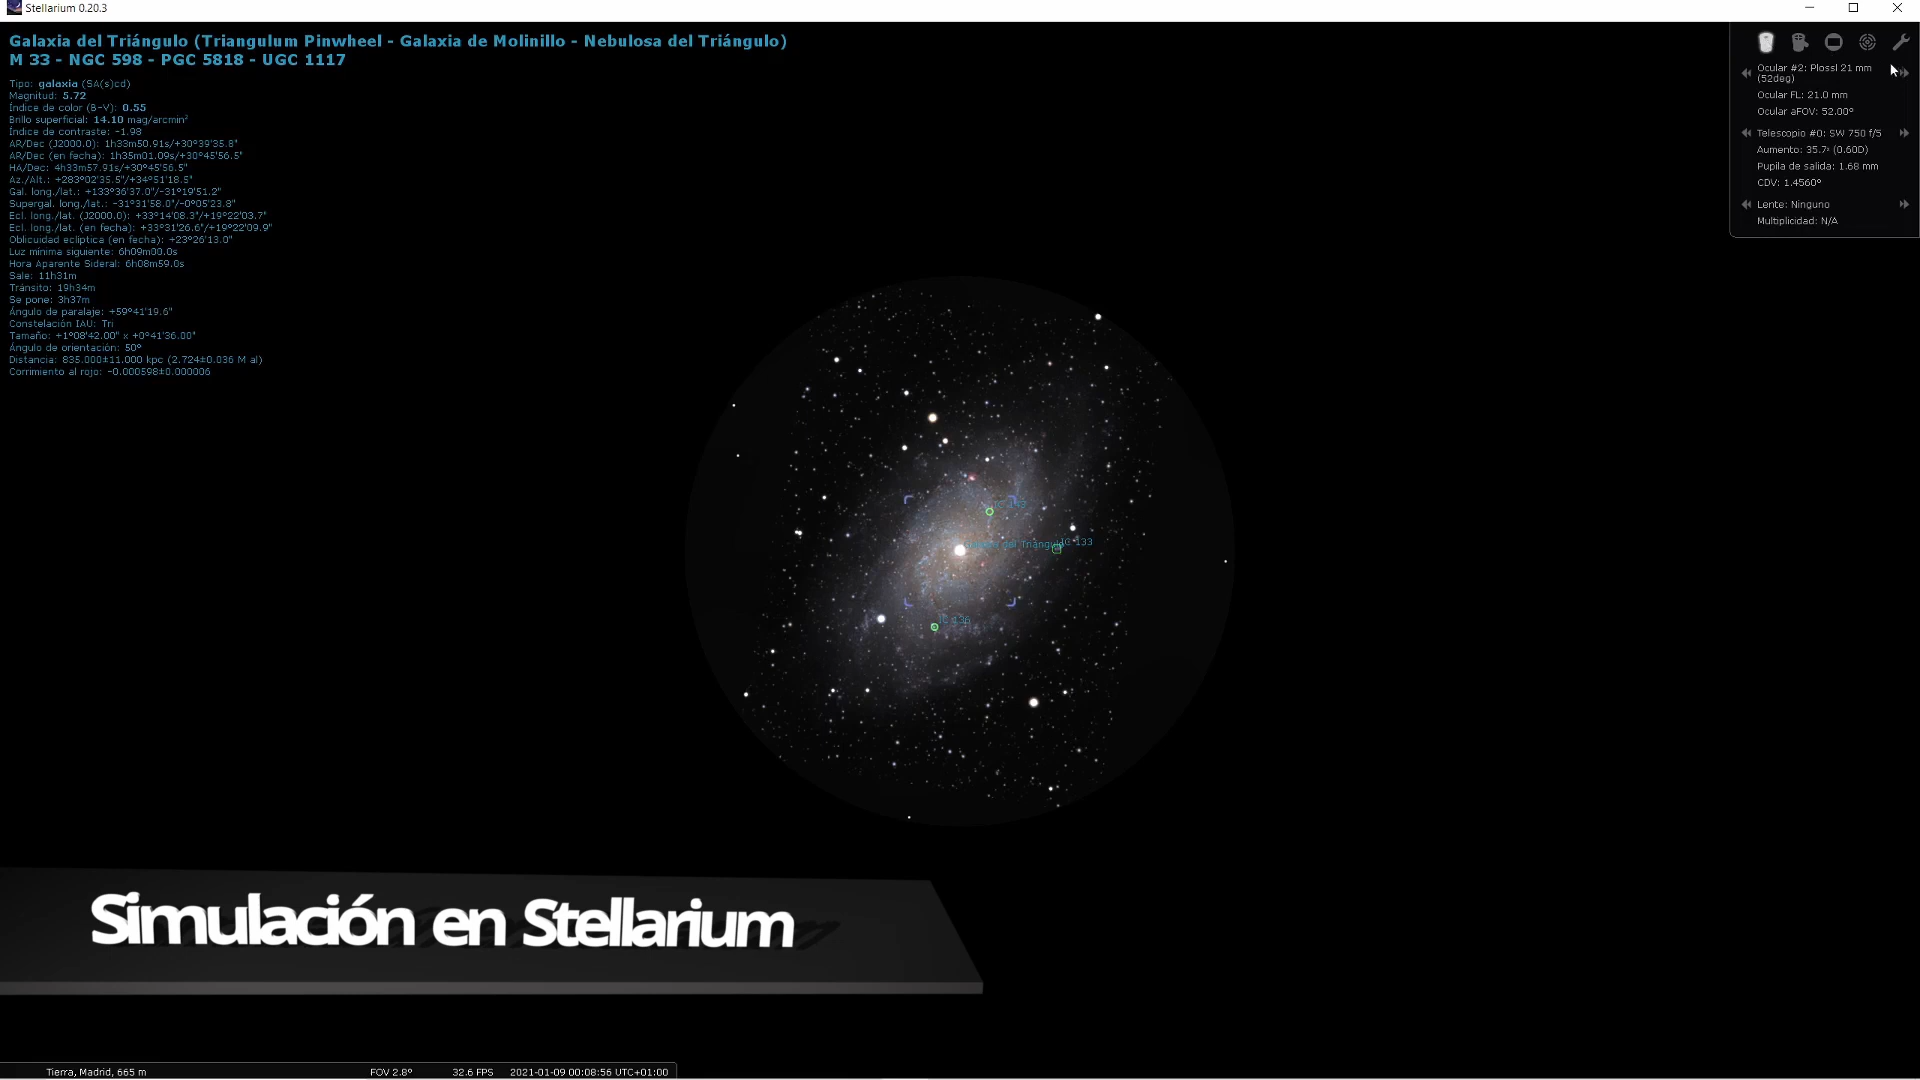 Stellarium 0.20.3
Galaxia del Triángulo (Triangulum Pinwheel - Galaxia de Molinillo - Nebulosa del Triángulo)
M 33 - NGC 598 - PGC 5818 - UGC 1117
Tipo: galaxia (SA(s)cd)
Magnitud: 5.72
Índice de color (B-V): 0.55
Brillo superficial: 14.10 mag/arcmin²
Índice de contraste: -1.98
AR/Dec (J2000.0): 1h33m50.91s/+30°39'35.8"
AR/Dec (en fecha): 1h35m01.09s/+30°45'56.5"
HA/Dec: 4h33m57.91s/+30°45'56.5"
Az./Alt.: +283°02'35.5"/+34°51'18.5"
Gal. long./lat.: +133°36'37.0"/-31°19'51.2"
Supergal. long./lat.: -31°31'58.0"/-0°05'23.8"
Ecl. long./lat. (J2000.0): +33°14'08.3"/+19°22'03.7"
Ecl. long./lat. (en fecha): +33°31'26.6"/+19°22'09.9"
Oblicuidad eclíptica (en fecha): +23°26'13.0"
Luz mínima siguiente: 6h09m00.0s
Hora Aparente Sideral: 6h08m59.0s
Sale: 11h31m
Tránsito: 19h34m
Se pone: 3h37m
Ángulo de paralaje: +59°41'19.6"
Constelación IAU: Tri
Tamaño: +1°08'42.00" x +0°41'36.00"
Ángulo de orientación: 50°
Distancia: 835.000±11.000 kpc (2.724±0.036 M al)
Corrimiento al rojo: -0.000598±0.000006
Ocular #2: Plossl 21 mm
(52deg)
Ocular FL: 21.0 mm
Ocular aFOV: 52.00°
Telescopio #0: SW 750 f/5
Aumento: 35.7× (0.60D)
Pupila de salida: 1.68 mm
CDV: 1.4560°
Lente: Ninguno
Multiplicidad: N/A
del Triángulo
IC 133
IC 136
Simulación en Stellarium
Tierra, Madrid, 665 m
FOV 2.8°
32.6 FPS
2021-01-09 00:08:56 UTC+01:00